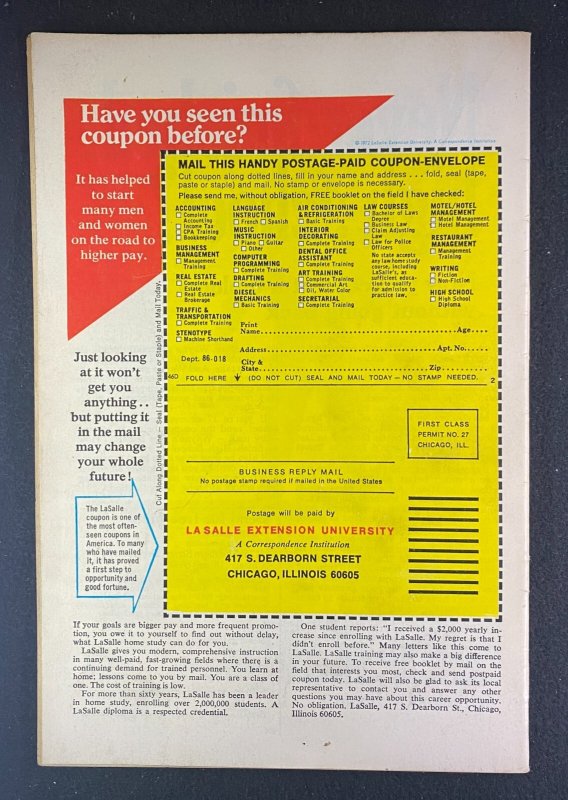 Have you seen this
coupon before?
© 1972 LaSalle Extension University, A Correspondence Institution
It has helped
to start
many men
and women
on the road to
higher pay.
Just looking
at it won't
get you
anything . .
but putting it
in the mail
may change
your whole
future!
The LaSalle
coupon is one of
the most often-
seen coupons in
America. To many
who have mailed
it, it has proved
a first step to
opportunity and
good fortune.
Cut Along Dotted Line — Seal (Tape, Paste or Staple) and Mail Today.
MAIL THIS HANDY POSTAGE-PAID COUPON-ENVELOPE
Cut coupon along dotted lines, fill in your name and address . . . fold, seal (tape,
paste or staple) and mail. No stamp or envelope is necessary.
Please send me, without obligation, FREE booklet on the field I have checked:
ACCOUNTING
Complete
Accounting
Income Tax
CPA Training
Bookkeeping
BUSINESS
MANAGEMENT
Management
Training
REAL ESTATE
Complete Real
Estate
Real Estate
Brokerage
TRAFFIC &
TRANSPORTATION
Complete Training
STENOTYPE
Machine Shorthand
LANGUAGE
INSTRUCTION
French Spanish
MUSIC
INSTRUCTION
Piano Guitar
Other
COMPUTER
PROGRAMMING
Complete Training
DRAFTING
Complete Training
DIESEL
MECHANICS
Basic Training
AIR CONDITIONING
& REFRIGERATION
Basic Training
INTERIOR
DECORATING
Complete Training
DENTAL OFFICE
ASSISTANT
Complete Training
ART TRAINING
Complete Training
Commercial Art
Oil, Water Color
SECRETARIAL
Complete Training
LAW COURSES
Bachelor of Laws
Degree
Business Law
Claim Adjusting
Law
Law for Police
Officers
No state accepts
any law home study
course, including
LaSalle's, as
sufficient educa-
tion to qualify
for admission to
practice law.
MOTEL/HOTEL
MANAGEMENT
Motel Management
Hotel Management
RESTAURANT
MANAGEMENT
Management
Training
WRITING
Fiction
Non-Fiction
HIGH SCHOOL
High School
Diploma
Print
Name Age
Address Apt. No.
Dept. 86-018 City &
State Zip
460 FOLD HERE (DO NOT CUT) SEAL AND MAIL TODAY – NO STAMP NEEDED. 2
FIRST CLASS
PERMIT NO. 27
CHICAGO, ILL.
BUSINESS REPLY MAIL
No postage stamp required if mailed in the United States
Postage will be paid by
LA SALLE EXTENSION UNIVERSITY
A Correspondence Institution
417 S. DEARBORN STREET
CHICAGO, ILLINOIS 60605
If your goals are bigger pay and more frequent promo-
tion, you owe it to yourself to find out without delay,
what LaSalle home study can do for you.
LaSalle gives you modern, comprehensive instruction
in many well-paid, fast-growing fields where there is a
continuing demand for trained personnel. You learn at
home; lessons come to you by mail. You are a class of
one. The cost of training is low.
For more than sixty years, LaSalle has been a leader
in home study, enrolling over 2,000,000 students. A
LaSalle diploma is a respected credential.
One student reports: "I received a $2,000 yearly in-
crease since enrolling with LaSalle. My regret is that I
didn't enroll before." Many letters like this come to
LaSalle. LaSalle training may also make a big difference
in your future. To receive free booklet by mail on the
field that interests you most, check and send postpaid
coupon today. LaSalle will also be glad to ask its local
representative to contact you and answer any other
questions you may have about this career opportunity.
No obligation. LaSalle, 417 S. Dearborn St., Chicago,
Illinois 60605.